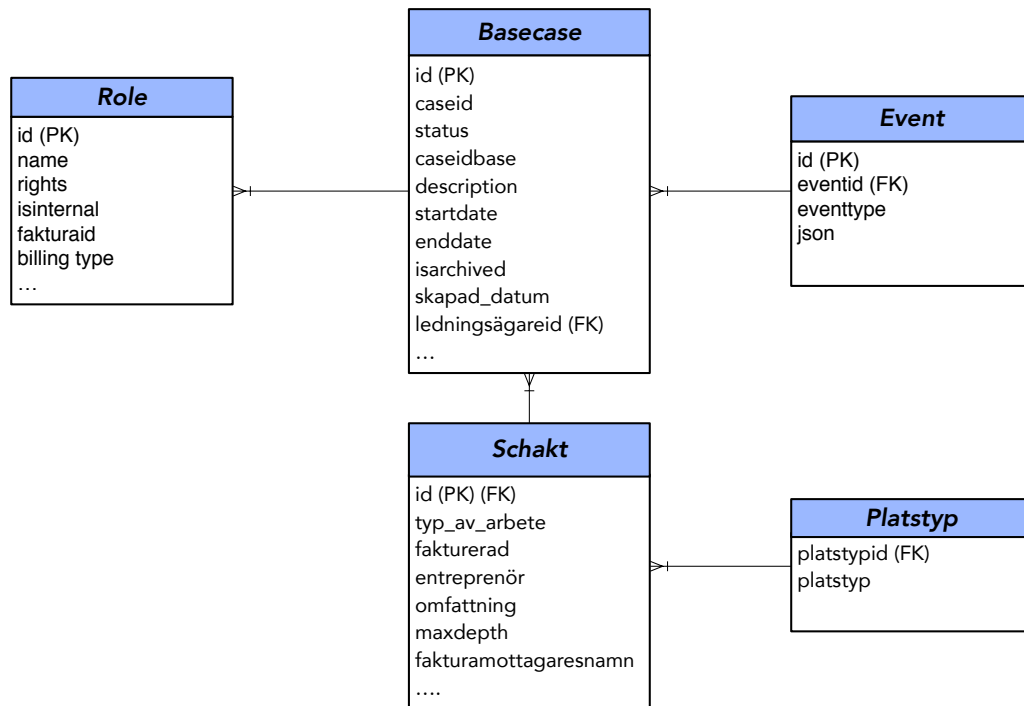 Basecase
id (PK)
caseid
status
caseidbase
description
startdate
enddate
isarchived
skapad_datum
ledningsägareid (FK)
...
Role
id (PK)
name
rights
isinternal
fakturaid
billing type
...
Event
id (PK)
eventid (FK)
eventtype
json
Schakt
id (PK) (FK)
typ_av_arbete
fakturerad
entreprenör
omfattning
maxdepth
fakturamottagaresnamn
....
Platstyp
platstypid (FK)
platstyp